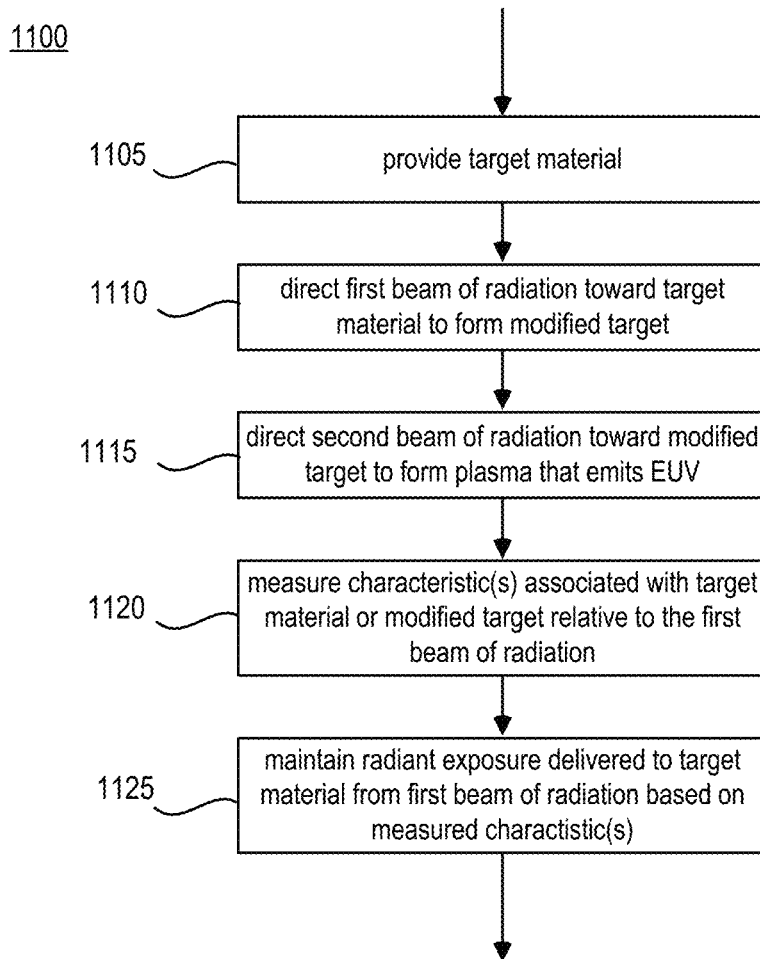 1100
1105
provide target material
1110
direct first beam of radiation toward target
material to form modified target
1115
direct second beam of radiation toward modified
target to form plasma that emits EUV
1120
measure characteristic(s) associated with target
material or modified target relative to the first
beam of radiation
1125
maintain radiant exposure delivered to target
material from first beam of radiation based on
measured charactistic(s)